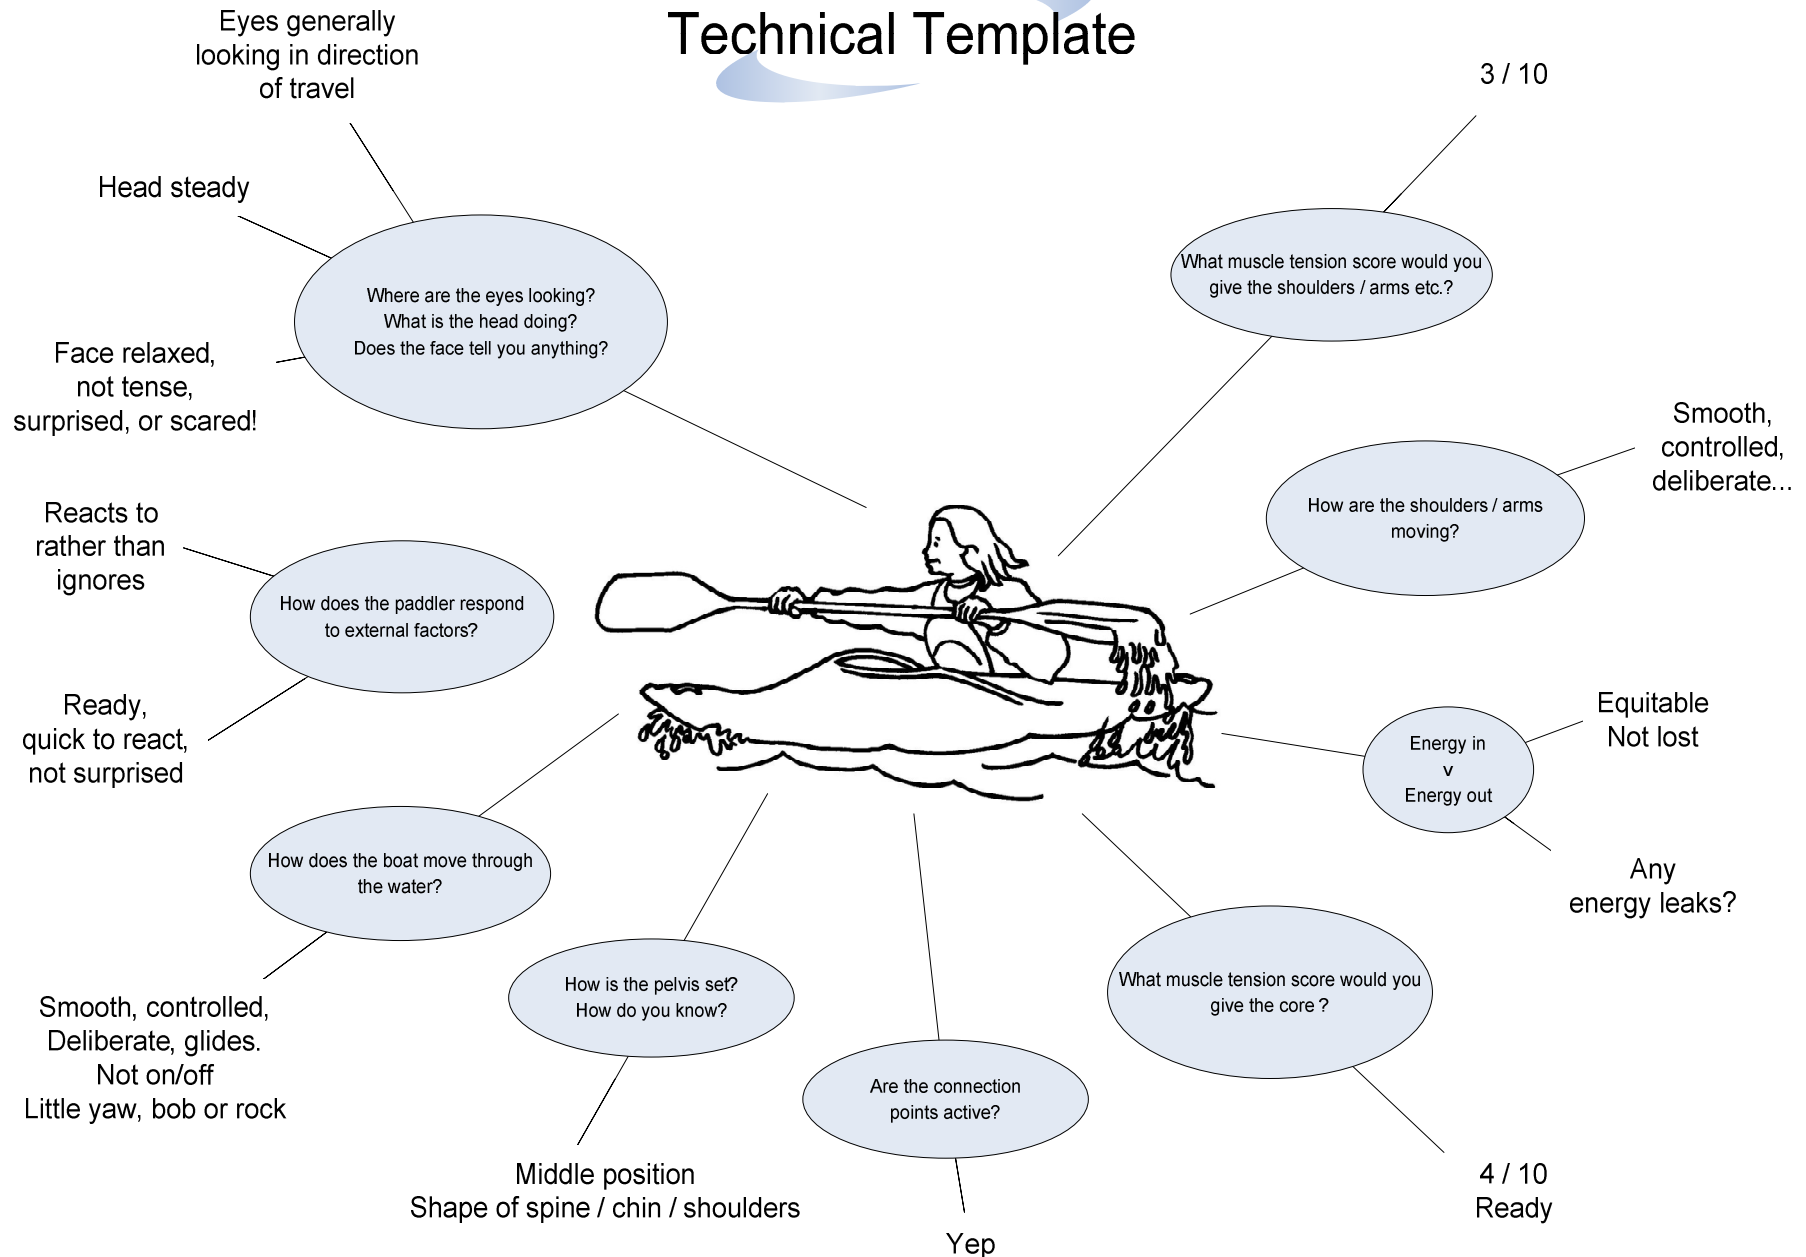 Technical Template
Eyes generally
looking in direction
of travel
Head steady
Face relaxed,
not tense,
surprised, or scared!
Where are the eyes looking?
What is the head doing?
Does the face tell you anything?
3 / 10
What muscle tension score would you
give the shoulders / arms etc.?
Smooth,
controlled,
deliberate...
How are the shoulders / arms
moving?
Reacts to
rather than
ignores
How does the paddler respond
to external factors?
Ready,
quick to react,
not surprised
Equitable
Not lost
Energy in
v
Energy out
Any
energy leaks?
How does the boat move through
the water?
Smooth, controlled,
Deliberate, glides.
Not on/off
Little yaw, bob or rock
How is the pelvis set?
How do you know?
Middle position
Shape of spine / chin / shoulders
Are the connection
points active?
Yep
What muscle tension score would you
give the core ?
4 / 10
Ready